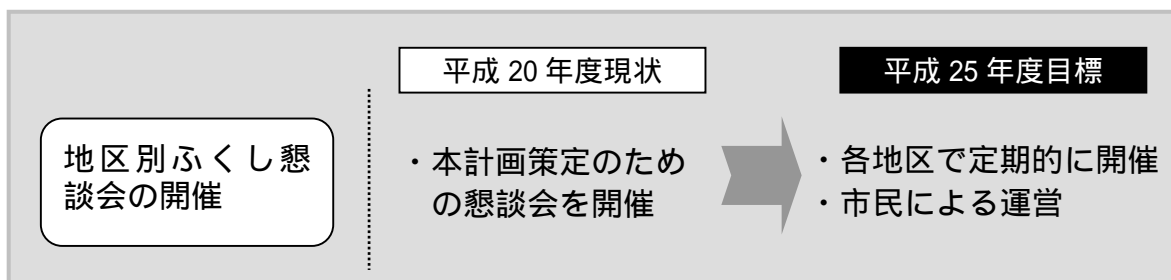 平成 20 年度現状
平成 25 年度目標
地区別ふくし懇
談会の開催
・本計画策定のため
の懇談会を開催
・各地区で定期的に開催
・市民による運営